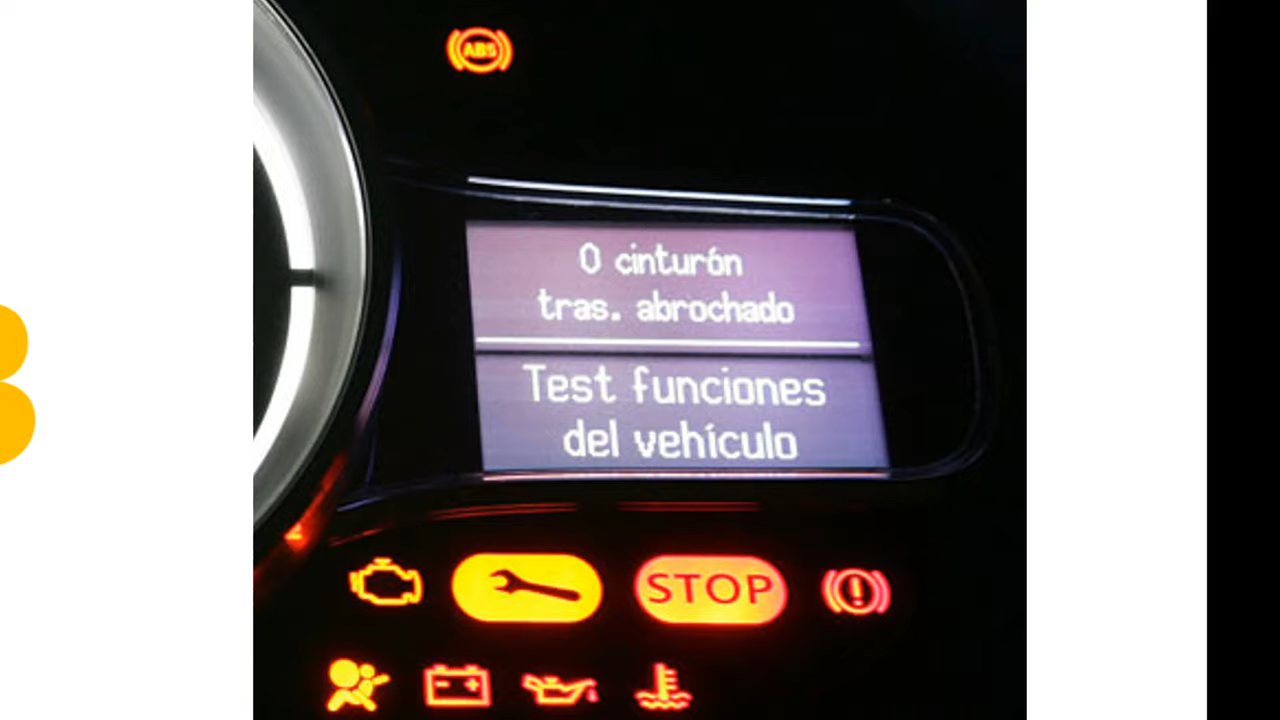 ABS
0 cinturón
tras. abrochado
Test funciones
del vehículo
STOP